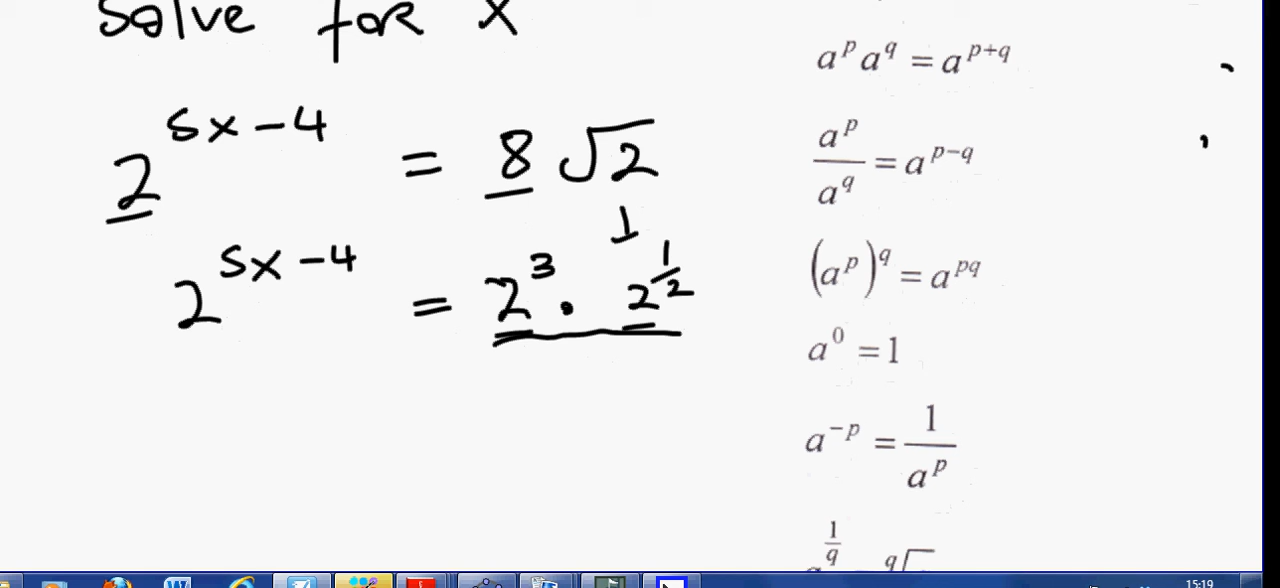 solve for x
2^{5x-4} = 8√2
1
2^{5x-4} = 2^3 · 2^{1/2}
a^p a^q = a^{p+q}
a^p / a^q = a^{p-q}
(a^p)^q = a^{pq}
a^0 = 1
a^{-p} = 1 / a^p
15:19